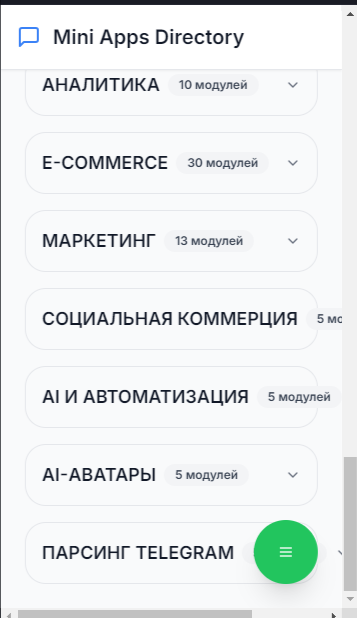 Mini Apps Directory
АНАЛИТИКА 10 модулей
E-COMMERCE 30 модулей
МАРКЕТИНГ 13 модулей
СОЦИАЛЬНАЯ КОММЕРЦИЯ 5 мо
AI И АВТОМАТИЗАЦИЯ 5 модулей
AI-АВАТАРЫ 5 модулей
ПАРСИНГ TELEGRAM